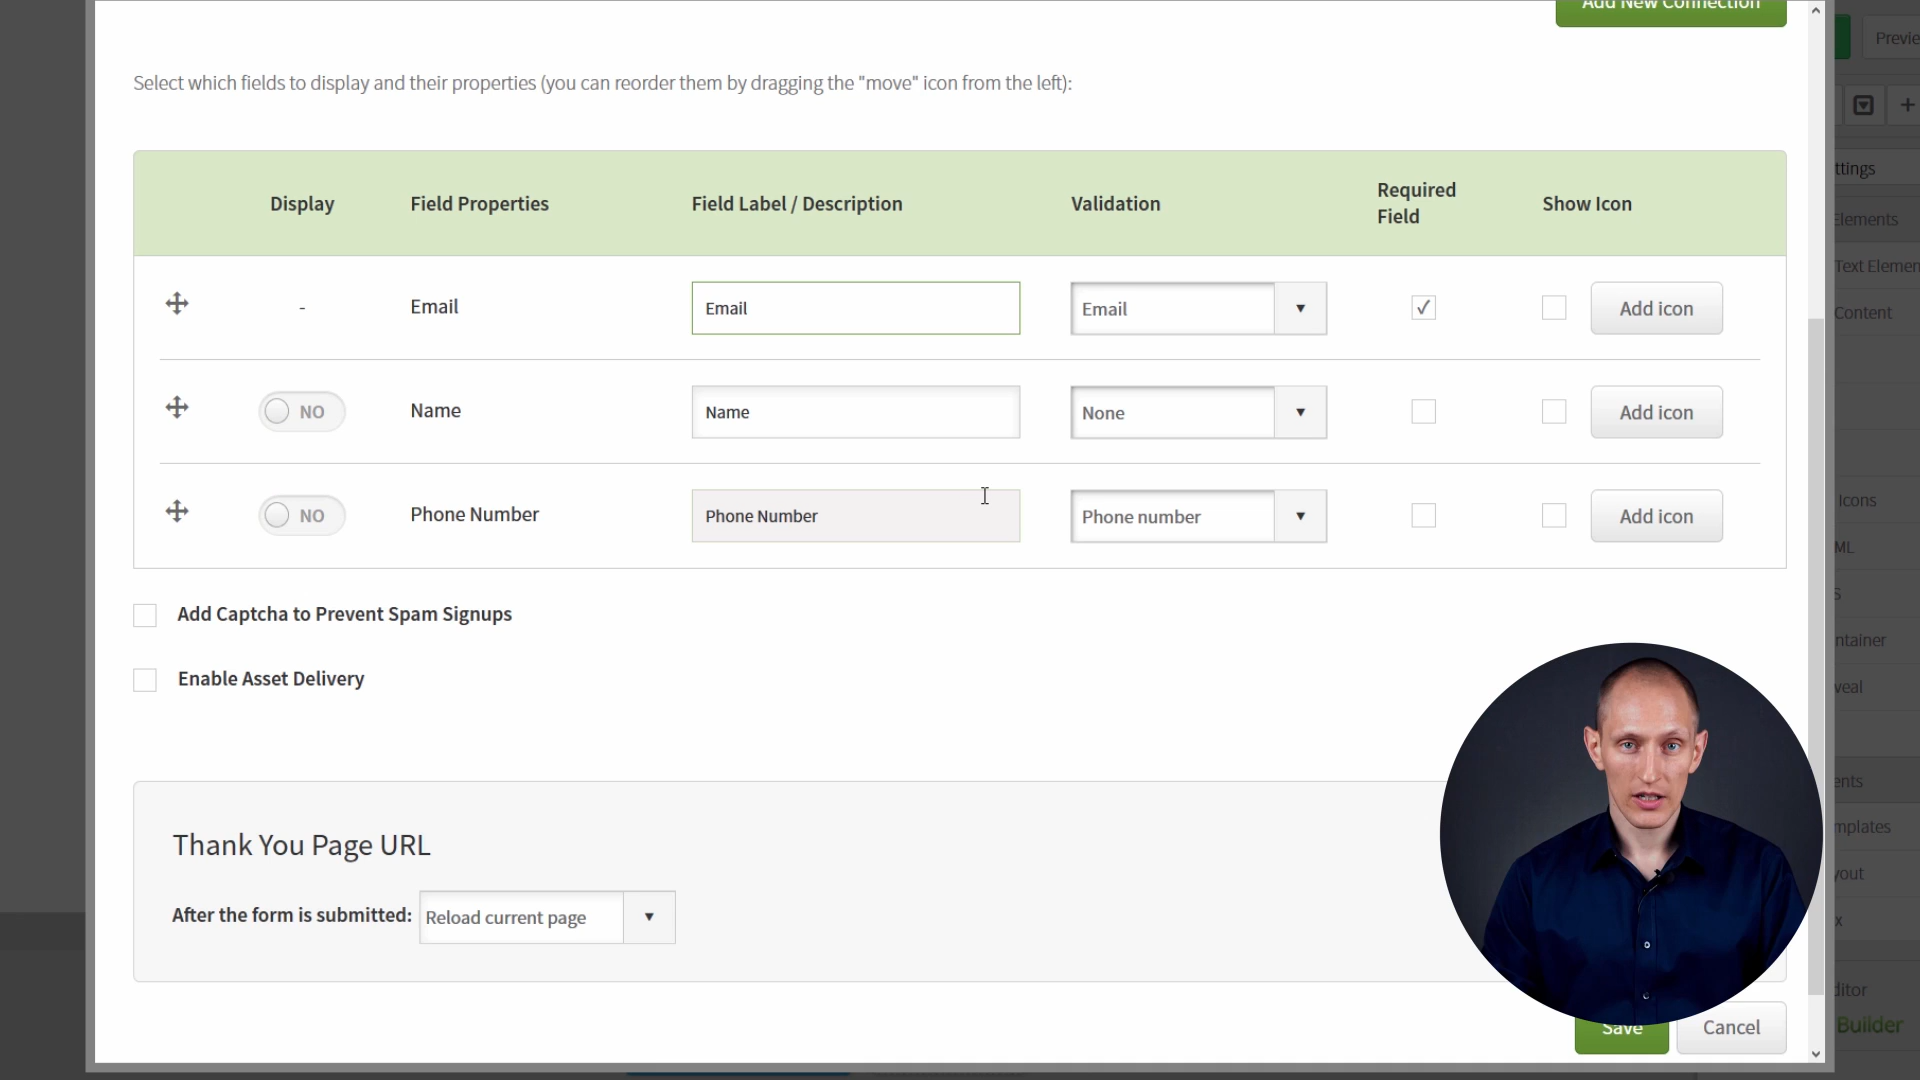 Add New Connection
Previe
Select which fields to display and their properties (you can reorder them by dragging the "move" icon from the left):
ttings
Display Field Properties Field Label / Description Validation Required Field Show Icon
Elements
Text Elemen
Email Email Email Add icon
Content
NO Name Name None Add icon
NO Phone Number Phone Number Phone number Add icon
Icons
ML
S
Add Captcha to Prevent Spam Signups
ntainer
Enable Asset Delivery
veal
ents
mplates
Thank You Page URL
yout
After the form is submitted: Reload current page
x
ditor
Save Cancel
Builder